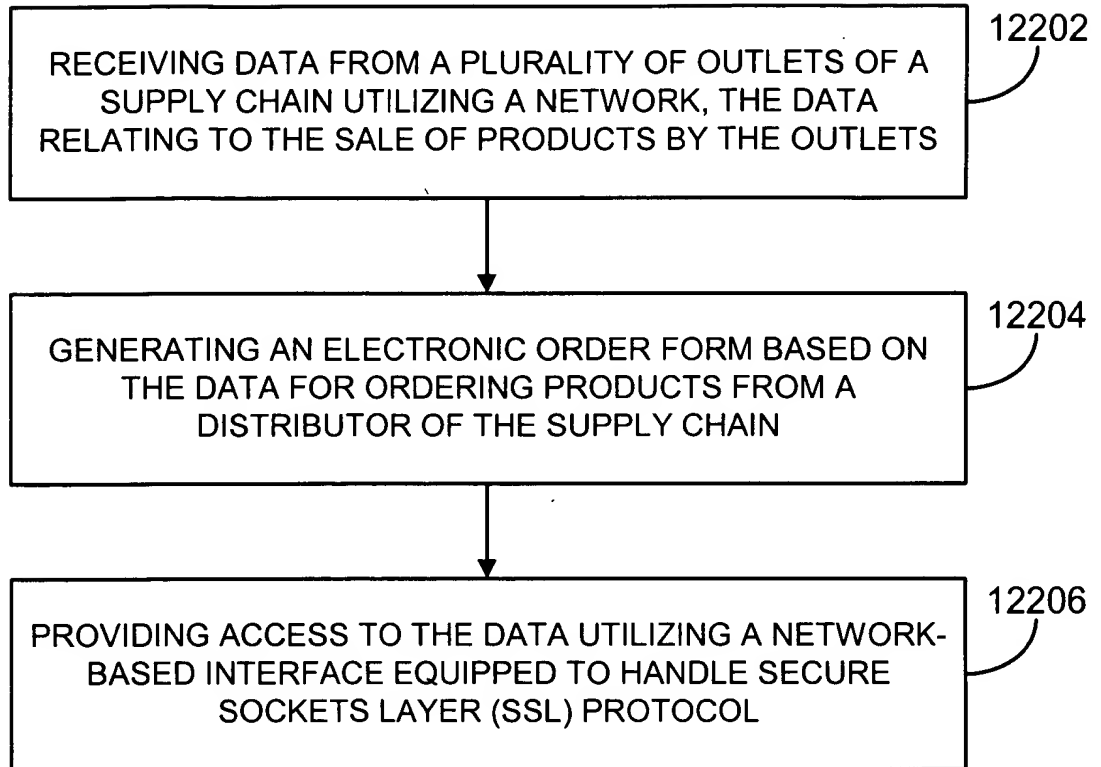 12202
RECEIVING DATA FROM A PLURALITY OF OUTLETS OF A
SUPPLY CHAIN UTILIZING A NETWORK, THE DATA
RELATING TO THE SALE OF PRODUCTS BY THE OUTLETS
12204
GENERATING AN ELECTRONIC ORDER FORM BASED ON
THE DATA FOR ORDERING PRODUCTS FROM A
DISTRIBUTOR OF THE SUPPLY CHAIN
12206
PROVIDING ACCESS TO THE DATA UTILIZING A NETWORK-
BASED INTERFACE EQUIPPED TO HANDLE SECURE
SOCKETS LAYER (SSL) PROTOCOL